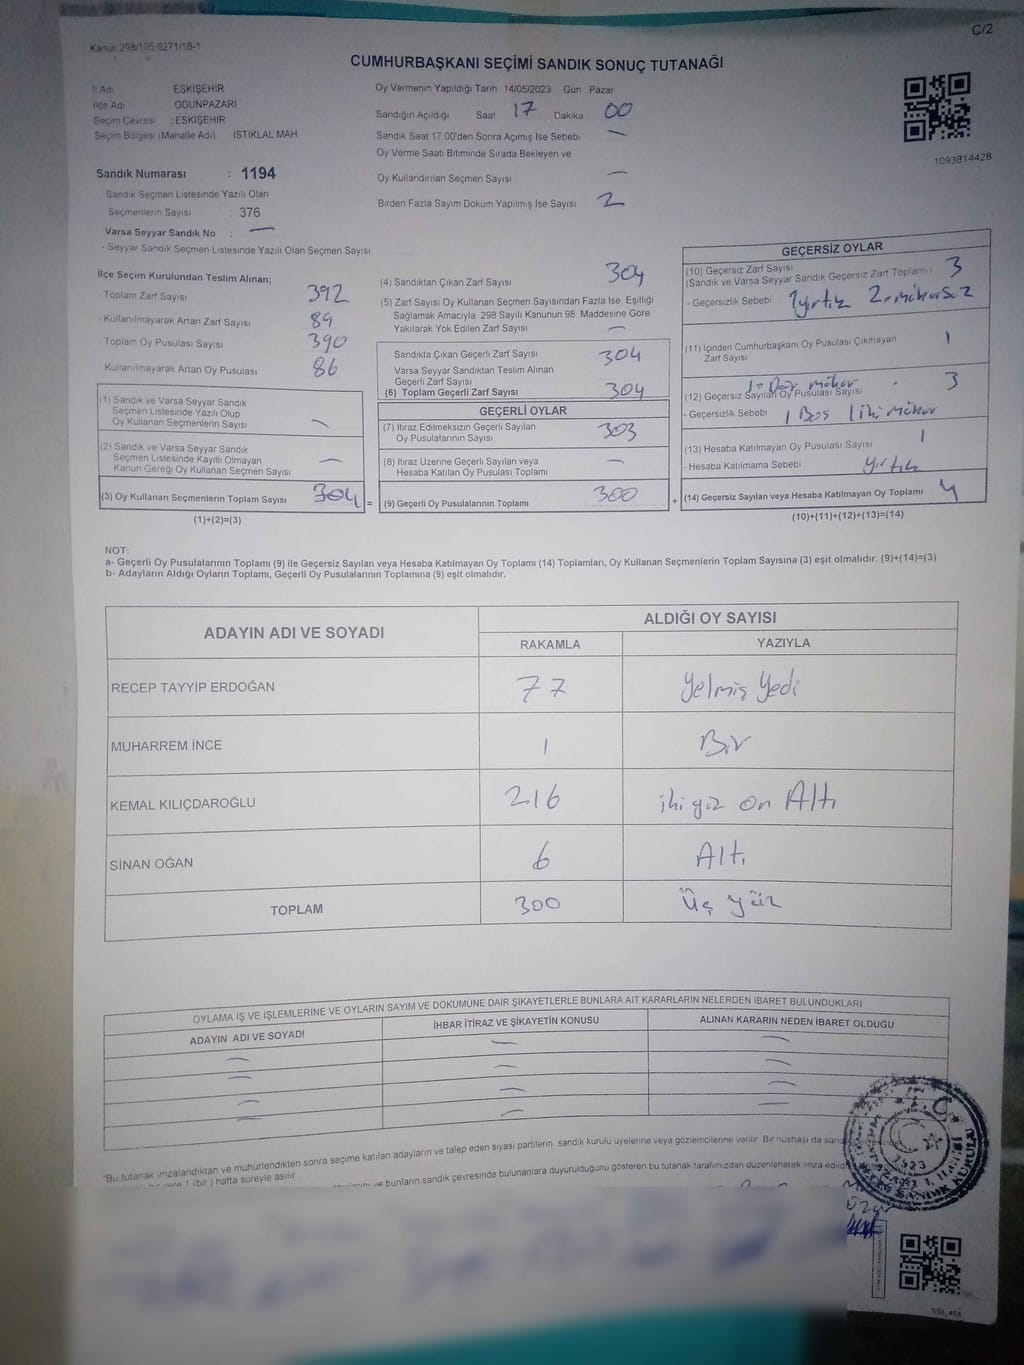 C/2
Kanun 298/105 6271/18-1
CUMHURBAŞKANI SEÇİMİ SANDIK SONUÇ TUTANAĞI
İl Adı ESKİŞEHİR
İlçe Adı ODUNPAZARI
Seçim Çevresi : ESKİŞEHİR
Seçim Bölgesi (Mahalle Adı) İSTİKLAL MAH
Sandık Numarası : 1194
- Sandık Seçmen Listesinde Yazılı Olan
Seçmenlerin Sayısı : 376
Varsa Seyyar Sandık No : —
- Seyyar Sandık Seçmen Listesinde Yazılı Olan Seçmen Sayısı
Oy Vermenin Yapıldığı Tarih 14/05/2023 Gün : Pazar
Sandığın Açıldığı Saat 17 Dakika 00
Sandık Saat 17:00'den Sonra Açımış İse Sebebi —
Oy Verme Saati Bitiminde Sırada Bekleyen ve
Oy Kullandırılan Seçmen Sayısı —
Birden Fazla Sayım Döküm Yapılmış İse Sayısı 2
1093814428
İlçe Seçim Kurulundan Teslim Alınan;
- Toplam Zarf Sayısı 392
- Kullanılmayarak Artan Zarf Sayısı 89
- Toplam Oy Pusulası Sayısı 390
Kullanılmayarak Artan Oy Pusulası 86
(1) Sandık ve Varsa Seyyar Sandık
Seçmen Listesinde Yazılı Olup
Oy Kullanan Seçmenlerin Sayısı —
(2) Sandık ve Varsa Seyyar Sandık
Seçmen Listesinde Kayıtlı Olmayan
Kanun Gereği Oy Kullanan Seçmen Sayısı —
(3) Oy Kullanan Seçmenlerin Toplam Sayısı 304 =
(1)+(2)=(3)
(4) Sandıktan Çıkan Zarf Sayısı 304
(5) Zarf Sayısı Oy Kullanan Seçmen Sayısından Fazla İse, Eşitliği
Sağlamak Amacıyla, 298 Sayılı Kanunun 98. Maddesine Göre
Yakılarak Yok Edilen Zarf Sayısı —
Sandıkta Çıkan Geçerli Zarf Sayısı 304
Varsa Seyyar Sandıktan Teslim Alınan
Geçerli Zarf Sayısı
(6) Toplam Geçerli Zarf Sayısı 304
GEÇERLİ OYLAR
(7) İtiraz Edilmeksizin Geçerli Sayılan
Oy Pusulalarının Sayısı 303
(8) İtiraz Üzerine Geçerli Sayılan veya
Hesaba Katılan Oy Pusulası Toplamı —
(9) Geçerli Oy Pusulalarının Toplamı 300 +
GEÇERSİZ OYLAR
(10) Geçersiz Zarf Sayısı 3
(Sandık ve Varsa Seyyar Sandık Geçersiz Zarf Toplamı)
- Geçersizlik Sebebi 1 yırtık 2 mühürsüz
(11) İçinden Cumhurbaşkanı Oy Pusulası Çıkmayan
Zarf Sayısı 1
(12) Geçersiz Sayılan Oy Pusulası Sayısı 3
- Geçersizlik Sebebi 1 Boş 1 iki mühür
(13) Hesaba Katılmayan Oy Pusulası Sayısı 1
- Hesaba Katılmama Sebebi yırtık
(14) Geçersiz Sayılan veya Hesaba Katılmayan Oy Toplamı 4
(10)+(11)+(12)+(13)=(14)
NOT:
a- Geçerli Oy Pusulalarının Toplamı (9) ile Geçersiz Sayılan veya Hesaba Katılmayan Oy Toplamı (14) Toplamları, Oy Kullanan Seçmenlerin Toplam Sayısına (3) eşit olmalıdır. (9)+(14)=(3)
b- Adayların Aldığı Oyların Toplamı, Geçerli Oy Pusulalarının Toplamına (9) eşit olmalıdır.
ADAYIN ADI VE SOYADI ALDIĞI OY SAYISI
RAKAMLA YAZIYLA
RECEP TAYYİP ERDOĞAN 77 Yetmiş Yedi
MUHARREM İNCE 1 Bir
KEMAL KILIÇDAROĞLU 216 iki yüz on Altı
SİNAN OĞAN 6 Altı
TOPLAM 300 Üç yüz
OYLAMA İŞ VE İŞLEMLERİNE VE OYLARIN SAYIM VE DÖKÜMÜNE DAİR ŞİKAYETLERLE BUNLARA AİT KARARLARIN NELERDEN İBARET BULUNDUKLARI
ADAYIN ADI VE SOYADI İHBAR İTİRAZ VE ŞİKAYETİN KONUSU ALINAN KARARIN NEDEN İBARET OLDUĞU
*Bu tutanak imzalandıktan ve mühürlendikten sonra seçime katılan adayların ve talep eden siyasi partilerin sandık kurulu üyelerine veya gözlemcilerine verilir. Bir nüshası da
yere 1 (bir) hafta süreyle asılır.
ve bunların sandık çevresinde bulunanlara duyurulduğunu gösteren bu tutanak tarafımızdan düzenlenerek imza
T.C.
1923
SANDIK KURULU